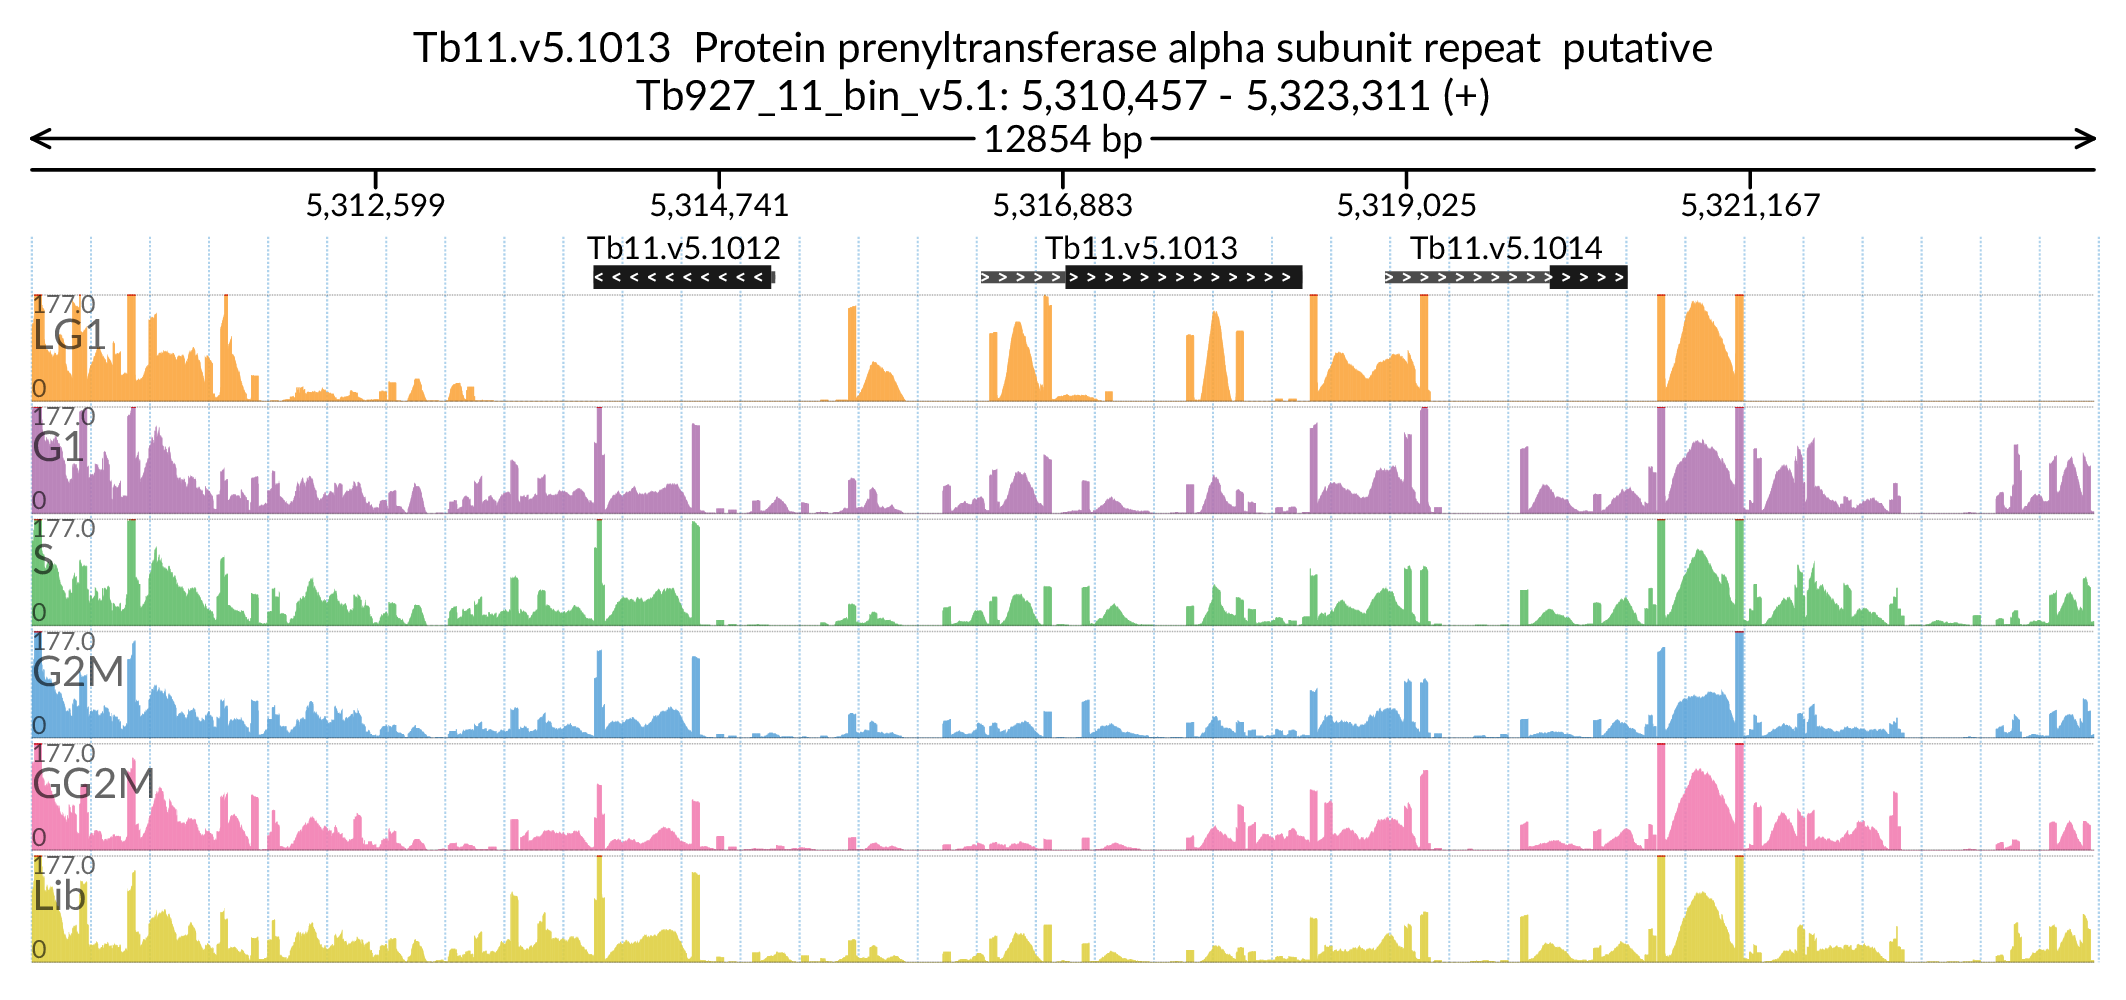 Tb11.v5.1013  Protein prenyltransferase alpha subunit repeat  putative
Tb927_11_bin_v5.1: 5,310,457 - 5,323,311 (+)
12854 bp
5,312,599 5,314,741 5,316,883 5,319,025 5,321,167
Tb11.v5.1012 Tb11.v5.1013 Tb11.v5.1014
177.0
LG1
0
177.0
G1
0
177.0
S
0
177.0
G2M
0
177.0
GG2M
0
177.0
Lib
0